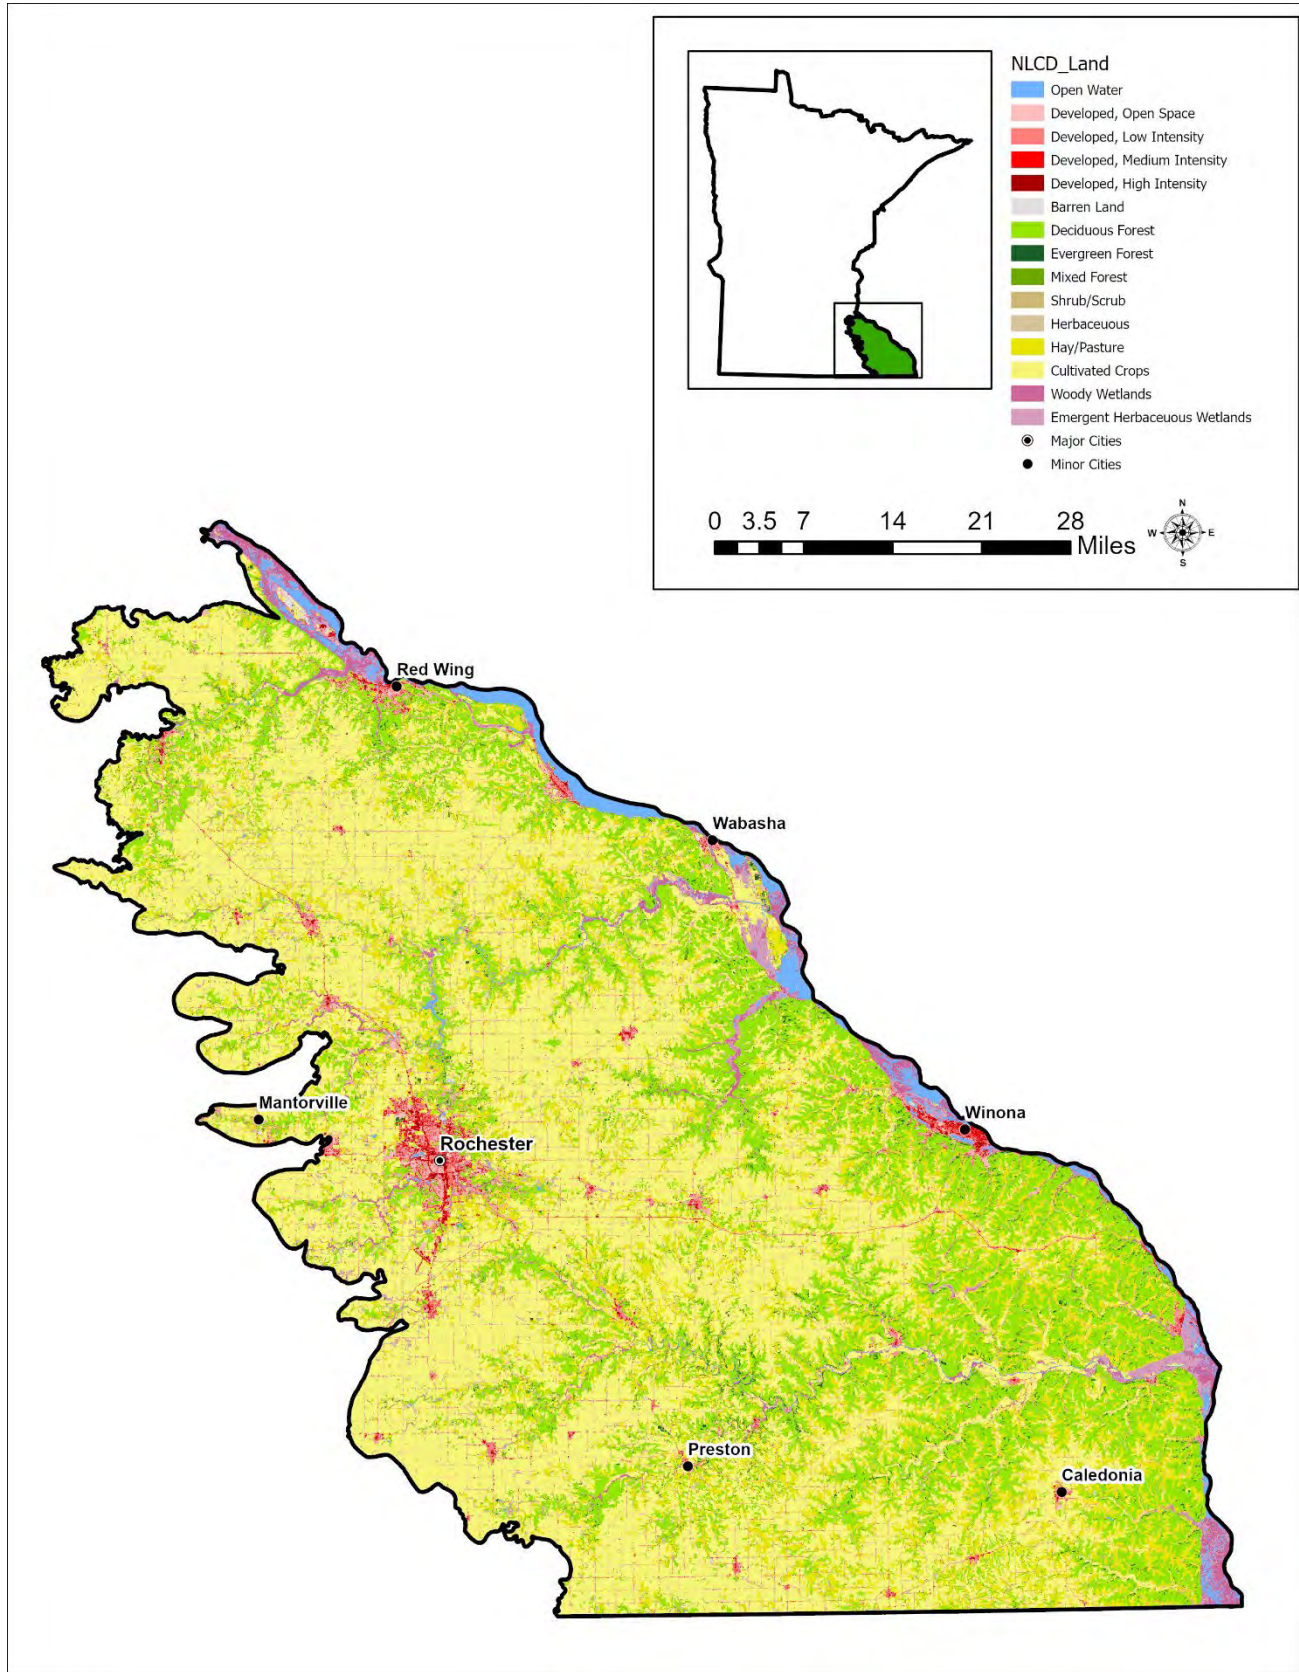 NLCD_Land
Open Water
Developed, Open Space
Developed, Low Intensity
Developed, Medium Intensity
Developed, High Intensity
Barren Land
Deciduous Forest
Evergreen Forest
Mixed Forest
Shrub/Scrub
Herbaceuous
Hay/Pasture
Cultivated Crops
Woody Wetlands
Emergent Herbaceuous Wetlands
Major Cities
Minor Cities
0 3.5 7 14 21 28
Miles
N
W E
S
Red Wing
Wabasha
Mantorville
Winona
Rochester
Preston
Caledonia